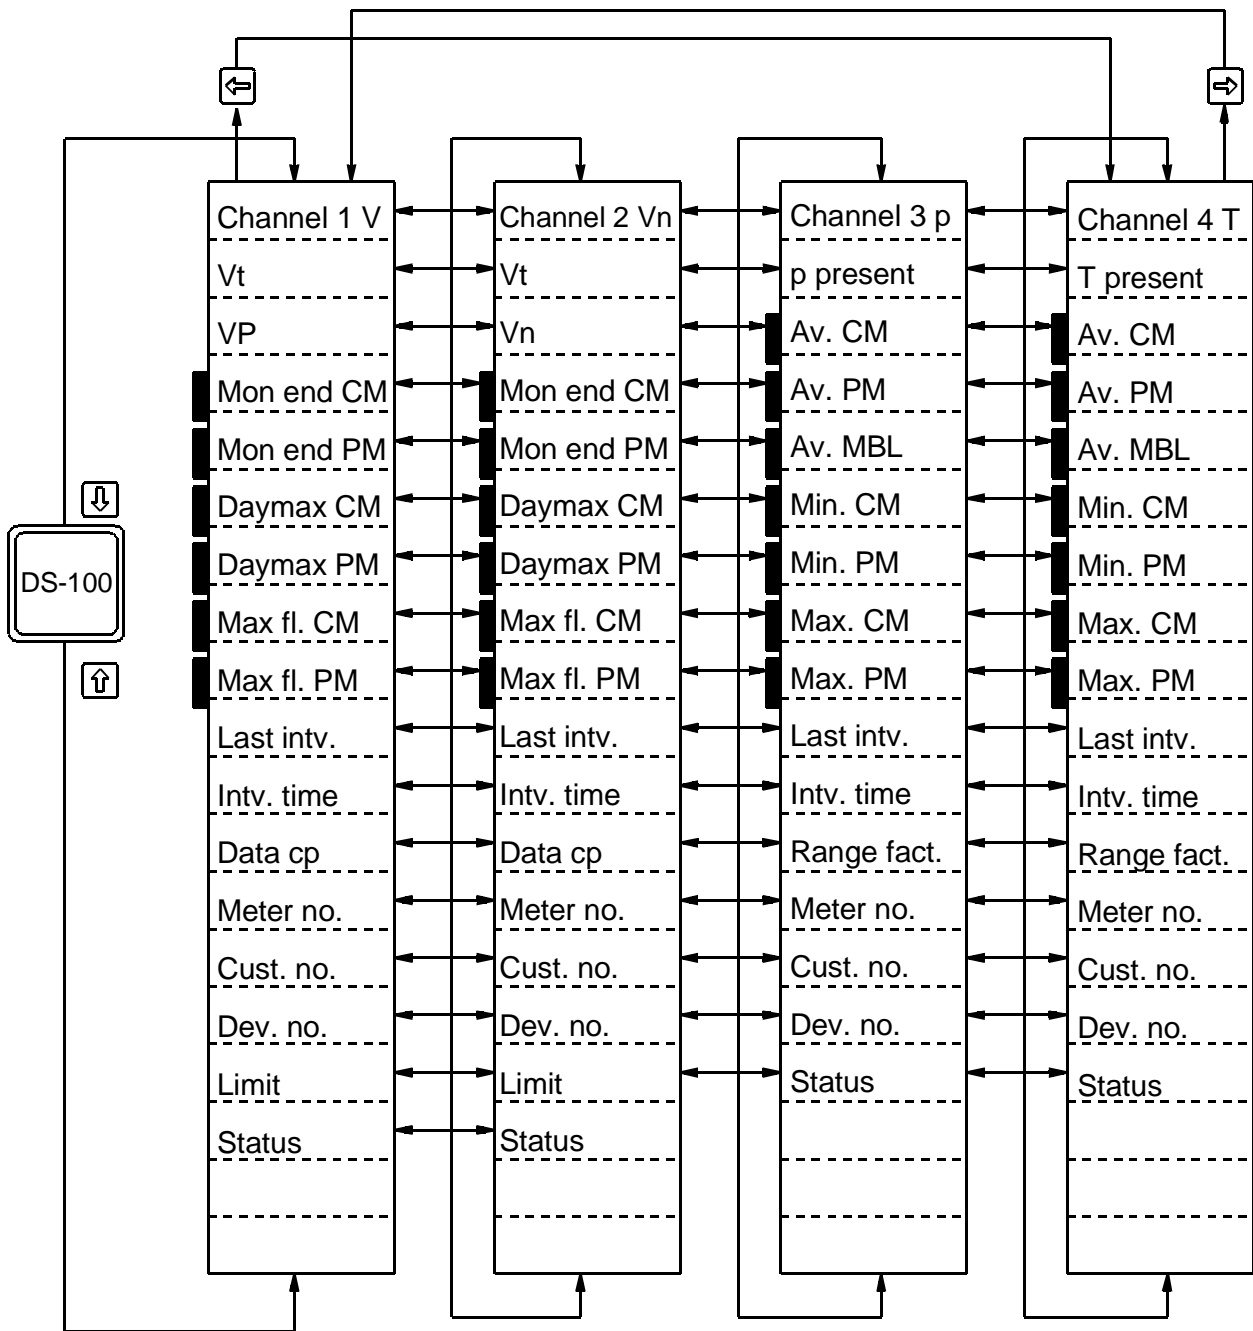 Channel 1 V
Vt
VP
Mon end CM
Mon end PM
Daymax CM
Daymax PM
Max fl. CM
Max fl. PM
Last intv.
Intv. time
Data cp
Meter no.
Cust. no.
Dev. no.
Limit
Status
Channel 2 Vn
Vt
Vn
Mon end CM
Mon end PM
Daymax CM
Daymax PM
Max fl. CM
Max fl. PM
Last intv.
Intv. time
Data cp
Meter no.
Cust. no.
Dev. no.
Limit
Status
Channel 3 p
p present
Av. CM
Av. PM
Av. MBL
Min. CM
Min. PM
Max. CM
Max. PM
Last intv.
Intv. time
Range fact.
Meter no.
Cust. no.
Dev. no.
Status
Channel 4 T
T present
Av. CM
Av. PM
Av. MBL
Min. CM
Min. PM
Max. CM
Max. PM
Last intv.
Intv. time
Range fact.
Meter no.
Cust. no.
Dev. no.
Status
DS-100